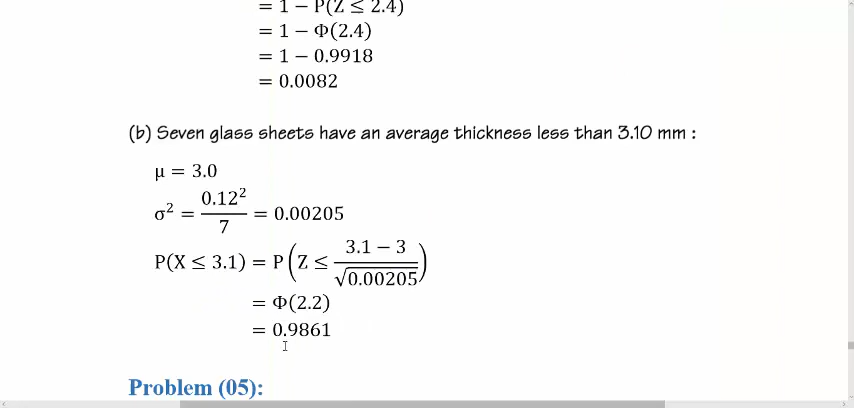 = 1 − P(Z ≤ 2.4)
= 1 − Φ(2.4)
= 1 − 0.9918
= 0.0082
(b) Seven glass sheets have an average thickness less than 3.10 mm :
μ = 3.0
σ² = 0.12²/7 = 0.00205
P(X ≤ 3.1) = P(Z ≤ (3.1 − 3)/√0.00205)
= Φ(2.2)
= 0.9861
Problem (05):